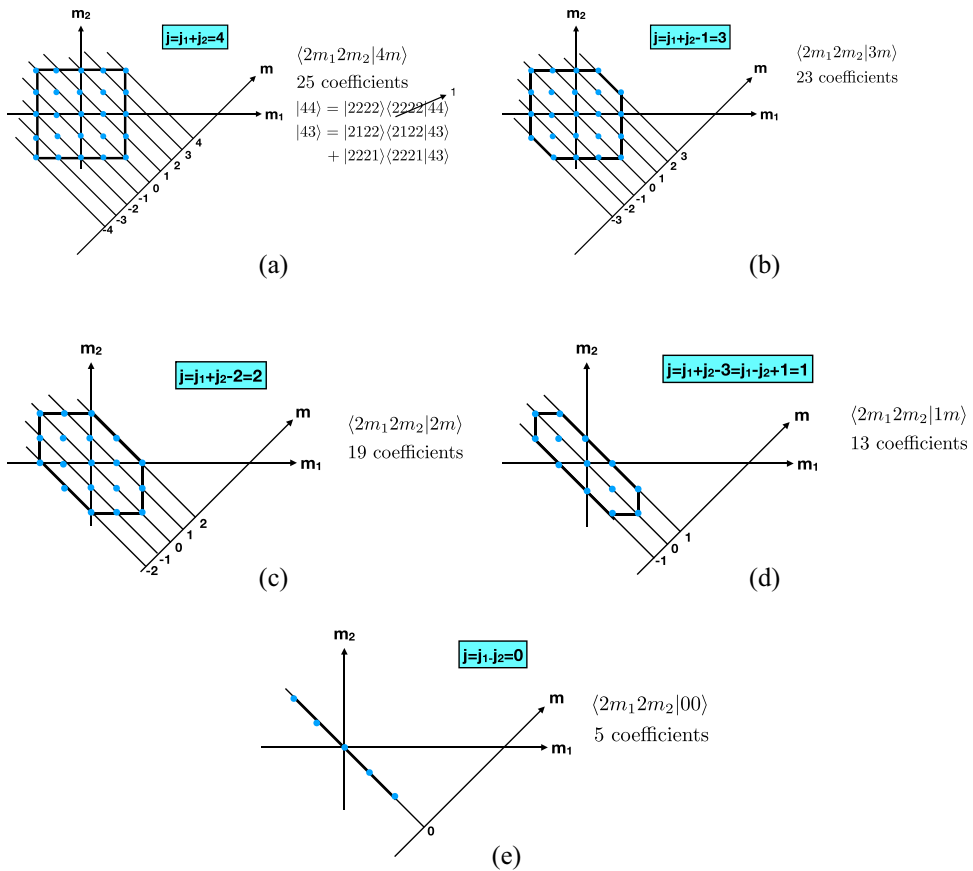 m₂
j=j₁+j₂=4
⟨2m₁2m₂|4m⟩
m
25 coefficients
|44⟩ = |2222⟩⟨2222|44⟩ 1
m₁
|43⟩ = |2122⟩⟨2122|43⟩
+ |2221⟩⟨2221|43⟩
4
3
2
1
0
-1
-2
-3
-4
(a)
m₂
j=j₁+j₂-1=3
⟨2m₁2m₂|3m⟩
m
23 coefficients
m₁
3
2
1
0
-1
-2
-3
(b)
m₂
j=j₁+j₂-2=2
m
⟨2m₁2m₂|2m⟩
19 coefficients
m₁
2
1
0
-1
-2
(c)
m₂
j=j₁+j₂-3=j₁-j₂+1=1
m
⟨2m₁2m₂|1m⟩
13 coefficients
m₁
1
0
-1
(d)
m₂
j=j₁-j₂=0
m
⟨2m₁2m₂|00⟩
5 coefficients
m₁
0
(e)